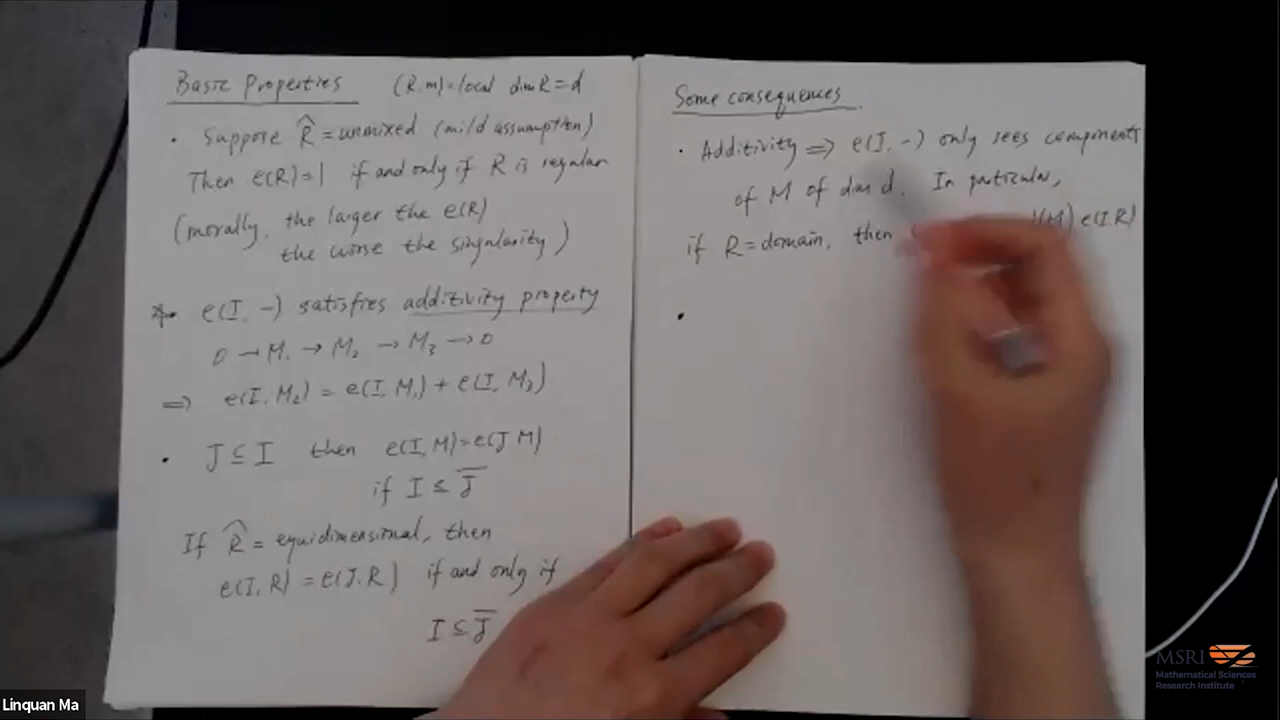 Basic Properties (R,m)=local dim R=d
· Suppose R̂=unmixed (mild assumption)
Then e(R)=1 if and only if R is regular
(morally, the larger the e(R)
the worse the singularity)
* e(I,-) satisfies additivity property
0→M₁→M₂→M₃→0
⇒ e(I,M₂)=e(I,M₁)+e(I,M₃)
· J⊆I then e(I,M)=e(J,M)
if I⊆J̅
If R̂=equidimensional, then
e(I,R)=e(J,R) if and only if
I⊆J̅
Some consequences.
· Additivity ⇒ e(I,-) only sees components
of M of dim d. In particular,
if R=domain, then (M) e(I,R)
·
Linquan Ma
MSRI
Mathematical Sciences
Research Institute